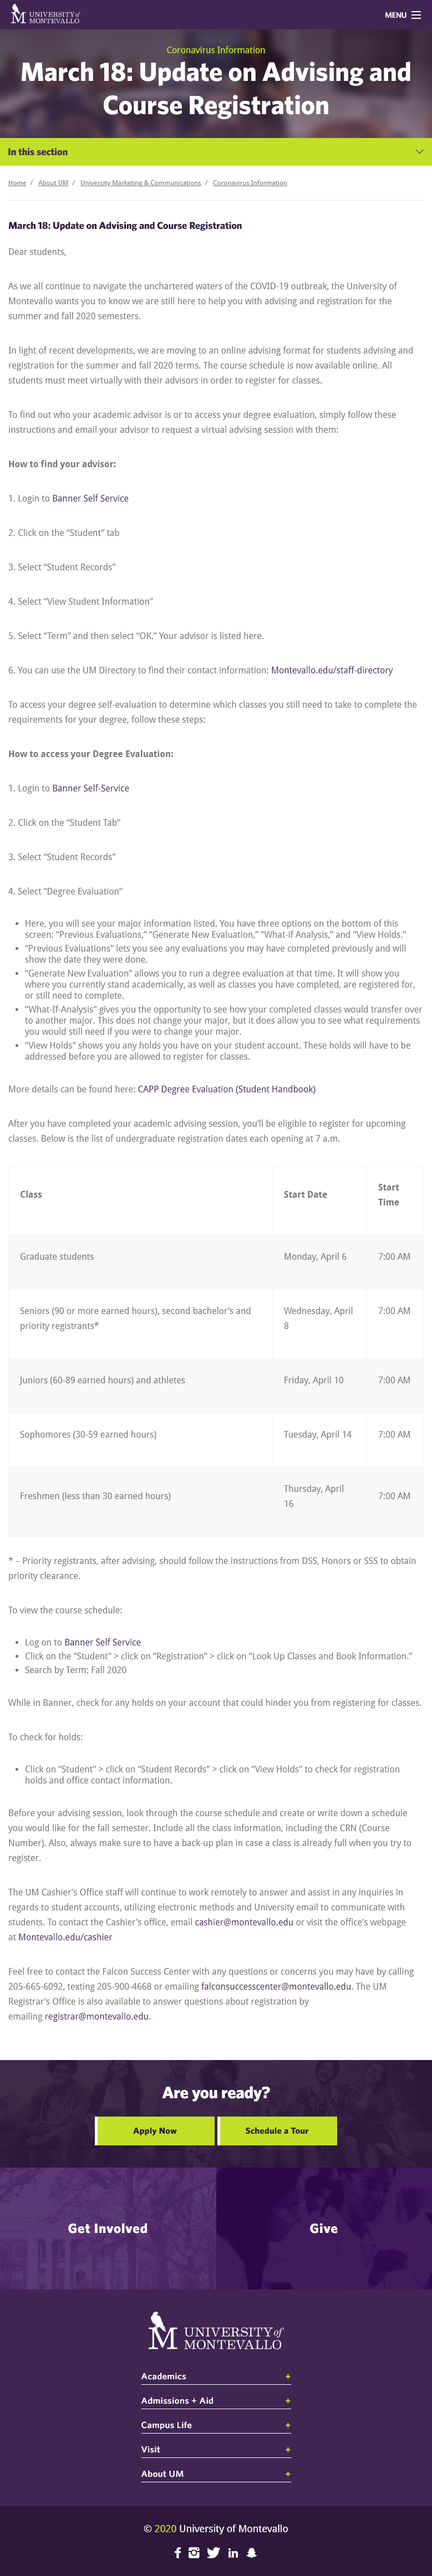 UNIVERSITY of
MONTEVALLO
MENU
Coronavirus Information
March 18: Update on Advising and
Course Registration
In this section
Home / About UM / University Marketing & Communications / Coronavirus Information
March 18: Update on Advising and Course Registration
Dear students,
As we all continue to navigate the unchartered waters of the COVID-19 outbreak, the University of
Montevallo wants you to know we are still here to help you with advising and registration for the
summer and fall 2020 semesters.
In light of recent developments, we are moving to an online advising format for students advising and
registration for the summer and fall 2020 terms. The course schedule is now available online. All
students must meet virtually with their advisors in order to register for classes.
To find out who your academic advisor is or to access your degree evaluation, simply follow these
instructions and email your advisor to request a virtual advising session with them:
How to find your advisor:
1. Login to Banner Self Service
2. Click on the “Student” tab
3. Select “Student Records”
4. Select “View Student Information”
5. Select “Term” and then select “OK.” Your advisor is listed here.
6. You can use the UM Directory to find their contact information: Montevallo.edu/staff-directory
To access your degree self-evaluation to determine which classes you still need to take to complete the
requirements for your degree, follow these steps:
How to access your Degree Evaluation:
1. Login to Banner Self-Service
2. Click on the “Student Tab”
3. Select “Student Records”
4. Select “Degree Evaluation”
• Here, you will see your major information listed. You have three options on the bottom of this
screen: “Previous Evaluations,” “Generate New Evaluation,” “What-if Analysis,” and “View Holds.”
• “Previous Evaluations” lets you see any evaluations you may have completed previously and will
show the date they were done.
• “Generate New Evaluation” allows you to run a degree evaluation at that time. It will show you
where you currently stand academically, as well as classes you have completed, are registered for,
or still need to complete.
• “What-If-Analysis” gives you the opportunity to see how your completed classes would transfer over
to another major. This does not change your major, but it does allow you to see what requirements
you would still need if you were to change your major.
• “View Holds” shows you any holds you have on your student account. These holds will have to be
addressed before you are allowed to register for classes.
More details can be found here: CAPP Degree Evaluation (Student Handbook)
After you have completed your academic advising session, you’ll be eligible to register for upcoming
classes. Below is the list of undergraduate registration dates each opening at 7 a.m.
Class Start Date Start
Time
Graduate students Monday, April 6 7:00 AM
Seniors (90 or more earned hours), second bachelor’s and Wednesday, April 7:00 AM
priority registrants* 8
Juniors (60-89 earned hours) and athletes Friday, April 10 7:00 AM
Sophomores (30-59 earned hours) Tuesday, April 14 7:00 AM
Freshmen (less than 30 earned hours) Thursday, April 7:00 AM
16
* – Priority registrants, after advising, should follow the instructions from DSS, Honors or SSS to obtain
priority clearance.
To view the course schedule:
• Log on to Banner Self Service
• Click on the “Student” > click on “Registration” > click on “Look Up Classes and Book Information.”
• Search by Term: Fall 2020
While in Banner, check for any holds on your account that could hinder you from registering for classes.
To check for holds:
• Click on “Student” > click on “Student Records” > click on “View Holds” to check for registration
holds and office contact information.
Before your advising session, look through the course schedule and create or write down a schedule
you would like for the fall semester. Include all the class information, including the CRN (Course
Number). Also, always make sure to have a back-up plan in case a class is already full when you try to
register.
The UM Cashier’s Office staff will continue to work remotely to answer and assist in any inquiries in
regards to student accounts, utilizing electronic methods and University email to communicate with
students. To contact the Cashier’s office, email cashier@montevallo.edu or visit the office’s webpage
at Montevallo.edu/cashier
Feel free to contact the Falcon Success Center with any questions or concerns you may have by calling
205-665-6092, texting 205-900-4668 or emailing falconsuccesscenter@montevallo.edu. The UM
Registrar’s Office is also available to answer questions about registration by
emailing registrar@montevallo.edu.
Are you ready?
Apply Now Schedule a Tour
Get Involved Give
UNIVERSITY of
MONTEVALLO
Academics +
Admissions + Aid +
Campus Life +
Visit +
About UM +
© 2020 University of Montevallo